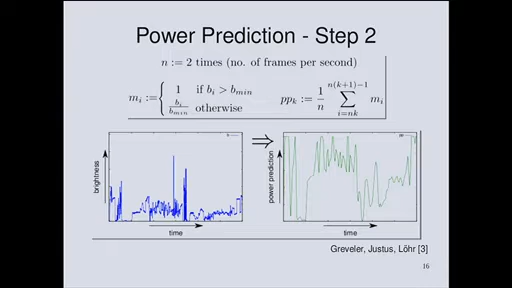 Power Prediction - Step 2
n := 2 times (no. of frames per second)
m_i := { 1 if b_i > b_min
b_i/b_min otherwise
pp_k := 1/n ∑_{i=nk}^{n(k+1)−1} m_i
⇒
brightness
time
power prediction
time
Greveler, Justus, Löhr [3]
16